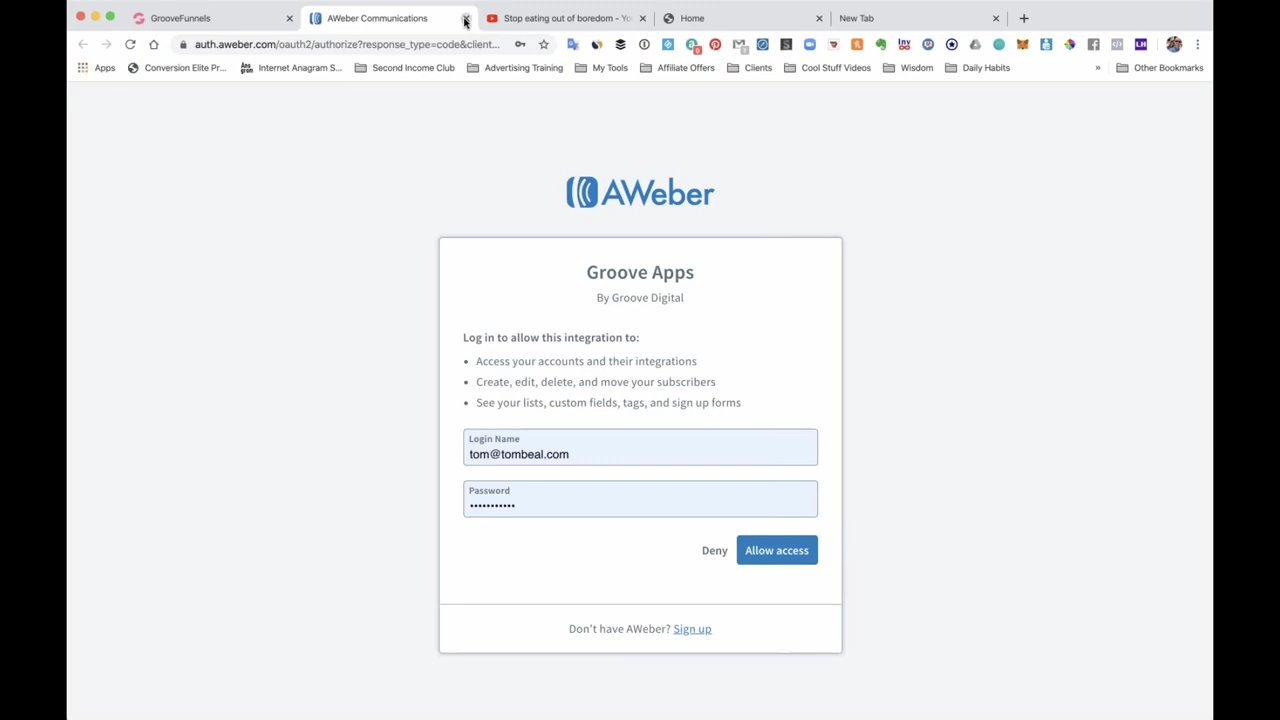 GrooveFunnels
AWeber Communications
Stop eating out of boredom - Yo
Home
New Tab
auth.aweber.com/oauth2/authorize?response_type=code&client...
Apps
Conversion Elite Pr...
Internet Anagram S...
Second Income Club
Advertising Training
My Tools
Affiliate Offers
Clients
Cool Stuff Videos
Wisdom
Daily Habits
»
Other Bookmarks
AWeber
Groove Apps
By Groove Digital
Log in to allow this integration to:
• Access your accounts and their integrations
• Create, edit, delete, and move your subscribers
• See your lists, custom fields, tags, and sign up forms
Login Name
tom@tombeal.com
Password
•••••••••••
Deny
Allow access
Don't have AWeber? Sign up